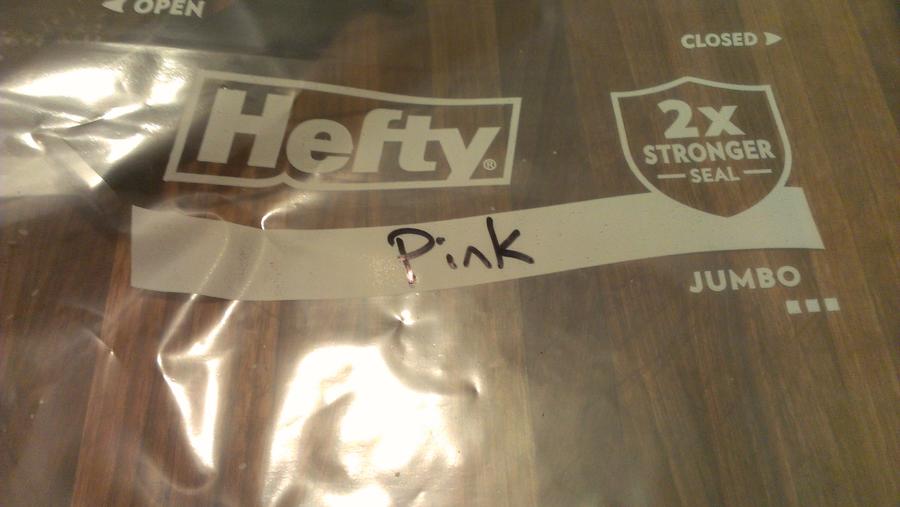 OPEN
CLOSED
Hefty®
2x
STRONGER
SEAL
Pink
JUMBO